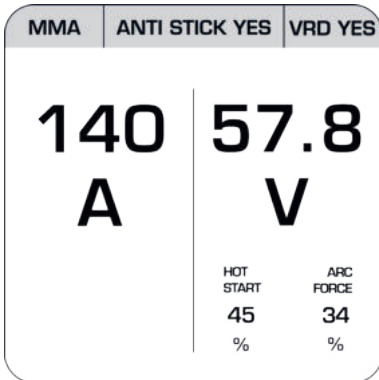 MMA ANTI STICK YES VRD YES
140 57.8
A V
HOT ARC
START FORCE
45 34
% %